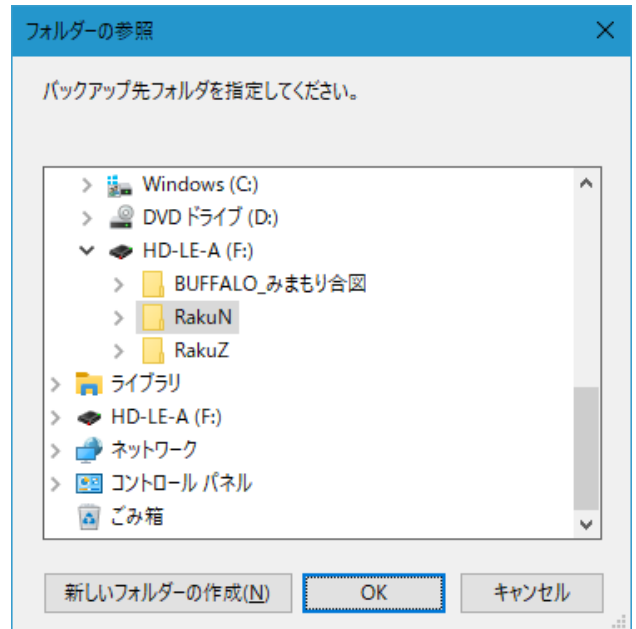 フォルダーの参照
バックアップ先フォルダを指定してください。
Windows (C:)
DVD ドライブ (D:)
HD-LE-A (F:)
BUFFALO_みまもり合図
RakuN
RakuZ
ライブラリ
HD-LE-A (F:)
ネットワーク
コントロール パネル
ごみ箱
新しいフォルダーの作成(N) OK キャンセル